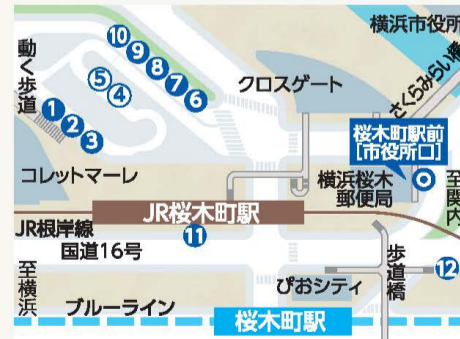 横浜市役所
動く歩道
⑩
⑨
⑧
⑦
⑥
⑤
④
①
②
③
クロスゲート
さくらみらい橋
桜木町駅前
[市役所口]
コレットマーレ
横浜桜木
郵便局
至関内
JR桜木町駅
JR根岸線
⑪
国道16号
至横浜
歩道橋
⑫
ぴおシティ
ブルーライン
桜木町駅